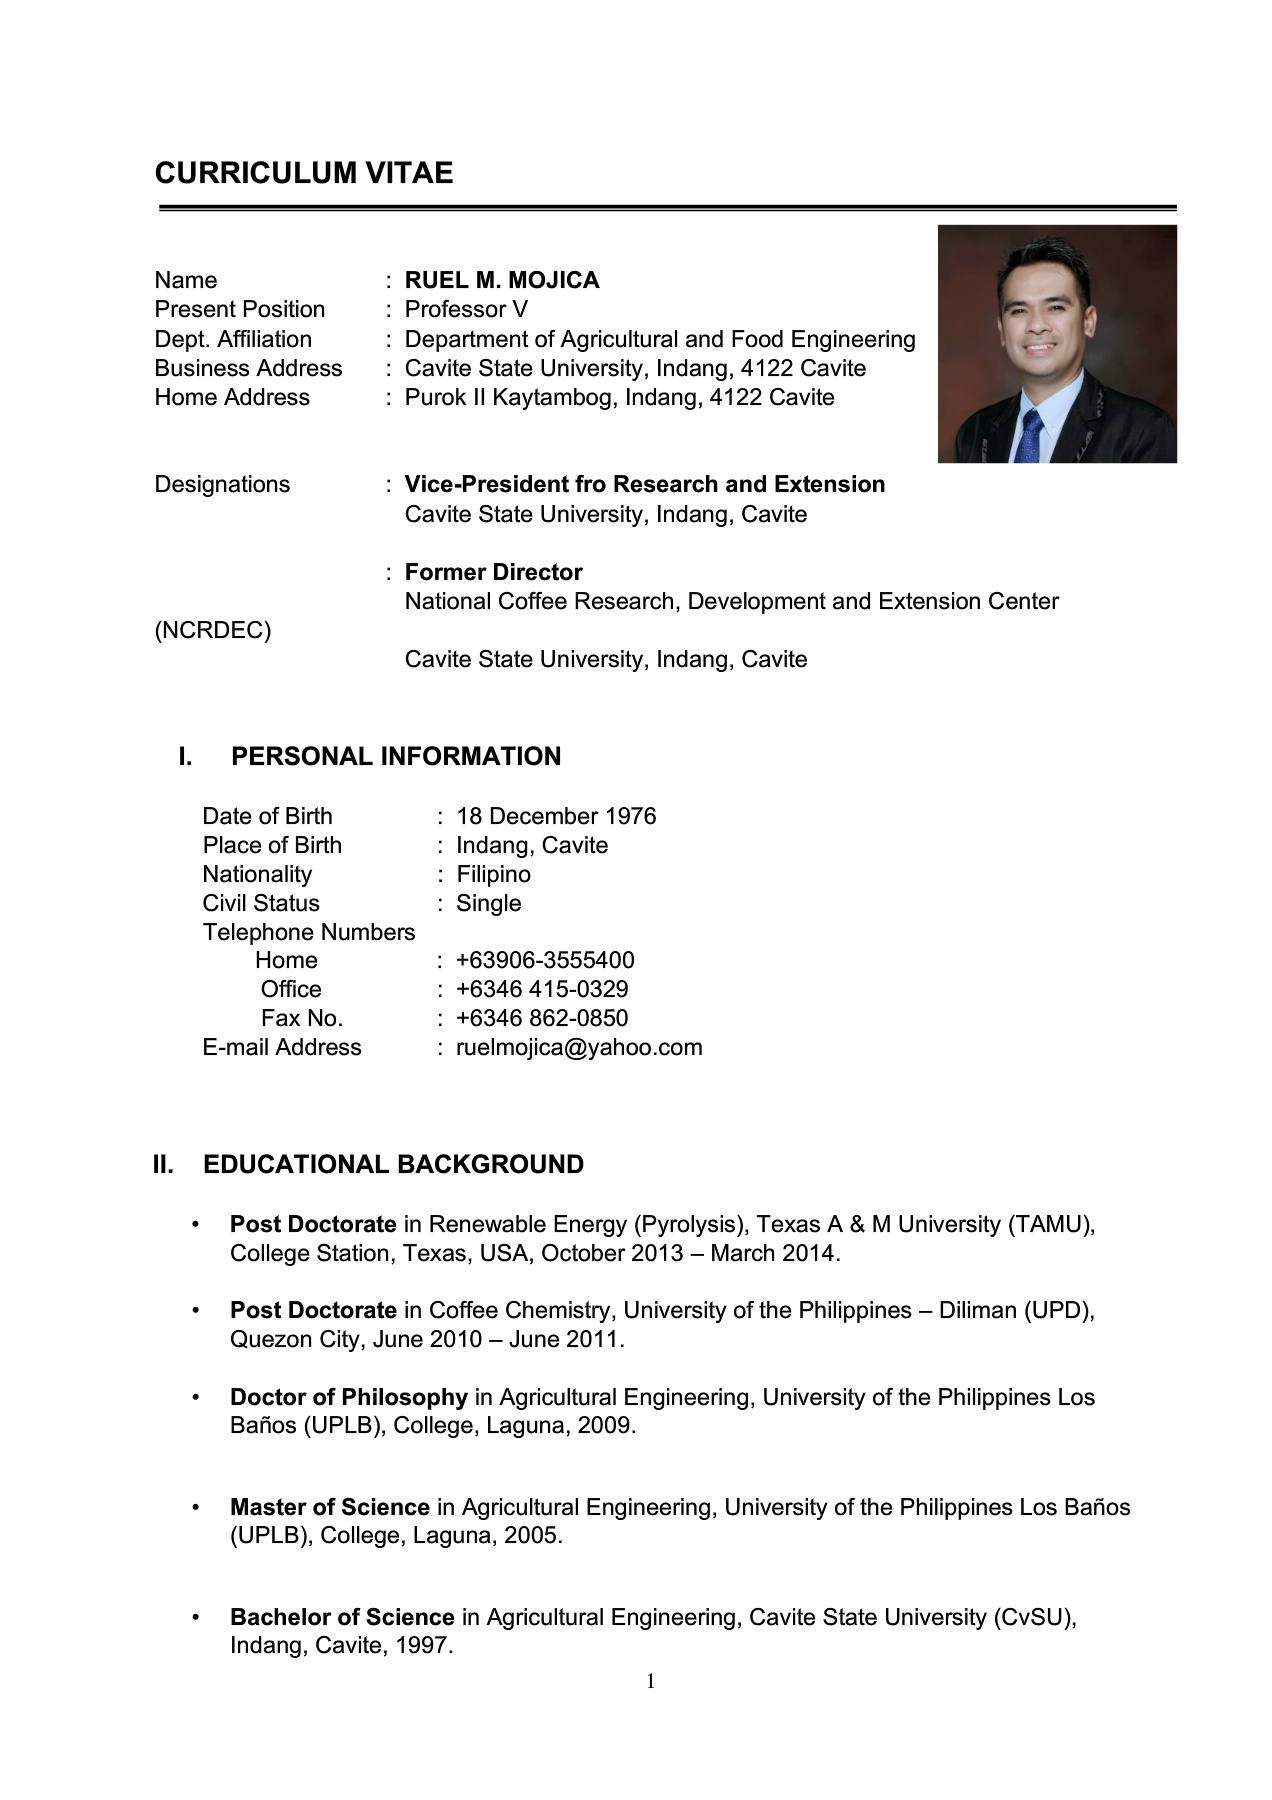 CURRICULUM VITAE
Name : RUEL M. MOJICA
Present Position : Professor V
Dept. Affiliation : Department of Agricultural and Food Engineering
Business Address : Cavite State University, Indang, 4122 Cavite
Home Address : Purok II Kaytambog, Indang, 4122 Cavite
Designations : Vice-President fro Research and Extension
Cavite State University, Indang, Cavite
: Former Director
National Coffee Research, Development and Extension Center
(NCRDEC)
Cavite State University, Indang, Cavite
I. PERSONAL INFORMATION
Date of Birth : 18 December 1976
Place of Birth : Indang, Cavite
Nationality : Filipino
Civil Status : Single
Telephone Numbers
Home : +63906-3555400
Office : +6346 415-0329
Fax No. : +6346 862-0850
E-mail Address : ruelmojica@yahoo.com
II. EDUCATIONAL BACKGROUND
• Post Doctorate in Renewable Energy (Pyrolysis), Texas A & M University (TAMU),
College Station, Texas, USA, October 2013 – March 2014.
• Post Doctorate in Coffee Chemistry, University of the Philippines – Diliman (UPD),
Quezon City, June 2010 – June 2011.
• Doctor of Philosophy in Agricultural Engineering, University of the Philippines Los
Baños (UPLB), College, Laguna, 2009.
• Master of Science in Agricultural Engineering, University of the Philippines Los Baños
(UPLB), College, Laguna, 2005.
• Bachelor of Science in Agricultural Engineering, Cavite State University (CvSU),
Indang, Cavite, 1997.
1